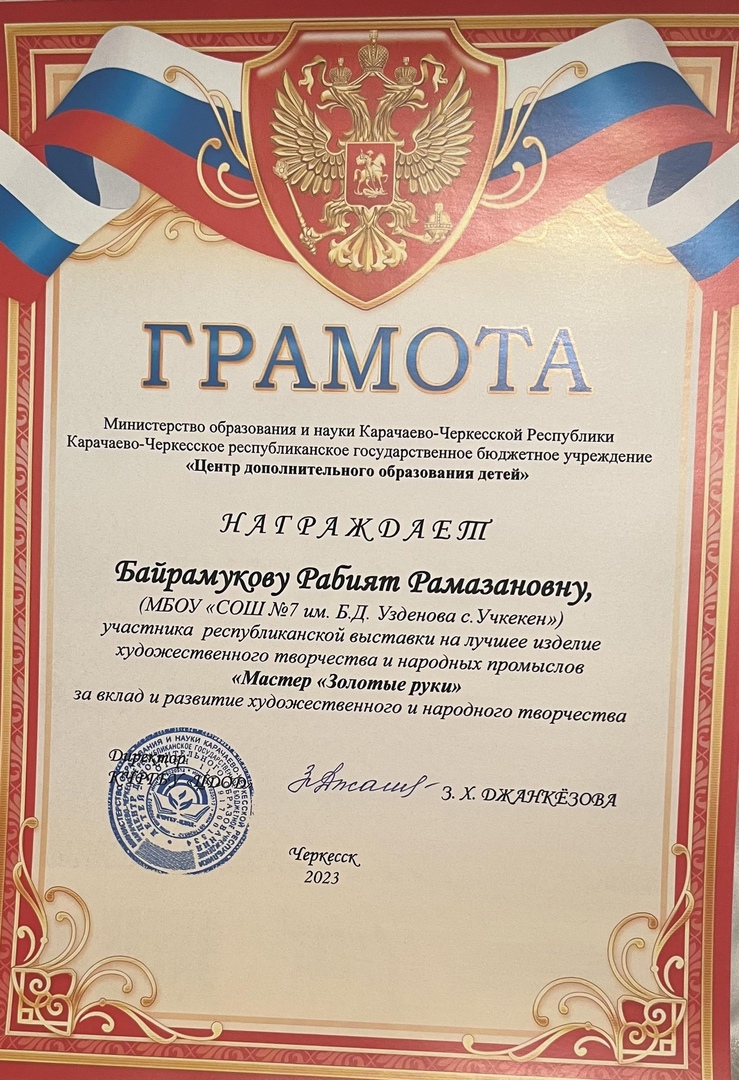 ГРАМОТА
Министерство образования и науки Карачаево-Черкесской Республики
Карачаево-Черкесское республиканское государственное бюджетное учреждение
«Центр дополнительного образования детей»
НАГРАЖДАЕТ
Байрамукову Рабият Рамазановну,
(МБОУ «СОШ №7 им. Б.Д. Узденова с.Учкекен»)
участника республиканской выставки на лучшее изделие
художественного творчества и народных промыслов
«Мастер «Золотые руки»
за вклад и развитие художественного и народного творчества
Директор
КЧРГБУ «ЦДОД»
З. Х. ДЖАНКЁЗОВА
Черкесск
2023